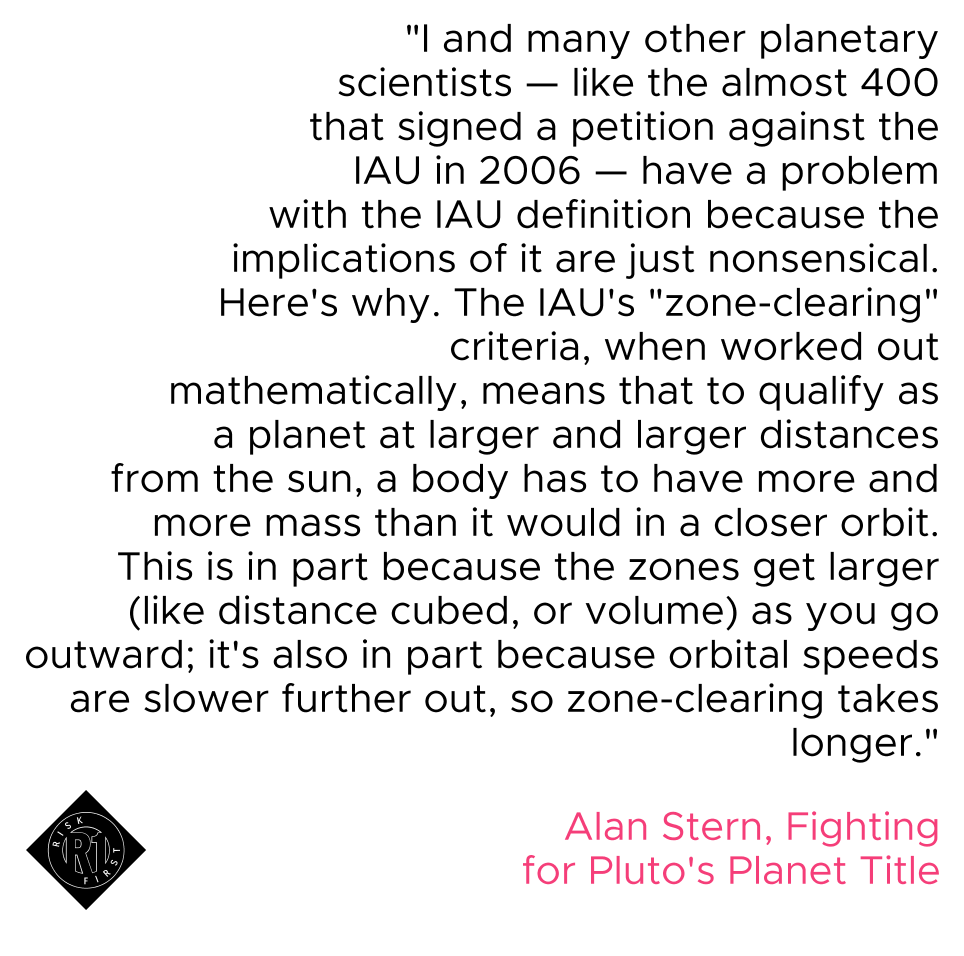 "I and many other planetary
scientists — like the almost 400
that signed a petition against the
IAU in 2006 — have a problem
with the IAU definition because the
implications of it are just nonsensical.
Here's why. The IAU's "zone-clearing"
criteria, when worked out
mathematically, means that to qualify as
a planet at larger and larger distances
from the sun, a body has to have more and
more mass than it would in a closer orbit.
This is in part because the zones get larger
(like distance cubed, or volume) as you go
outward; it's also in part because orbital speeds
are slower further out, so zone-clearing takes
longer."
Alan Stern, Fighting
for Pluto's Planet Title
RISK
R1
FIRST